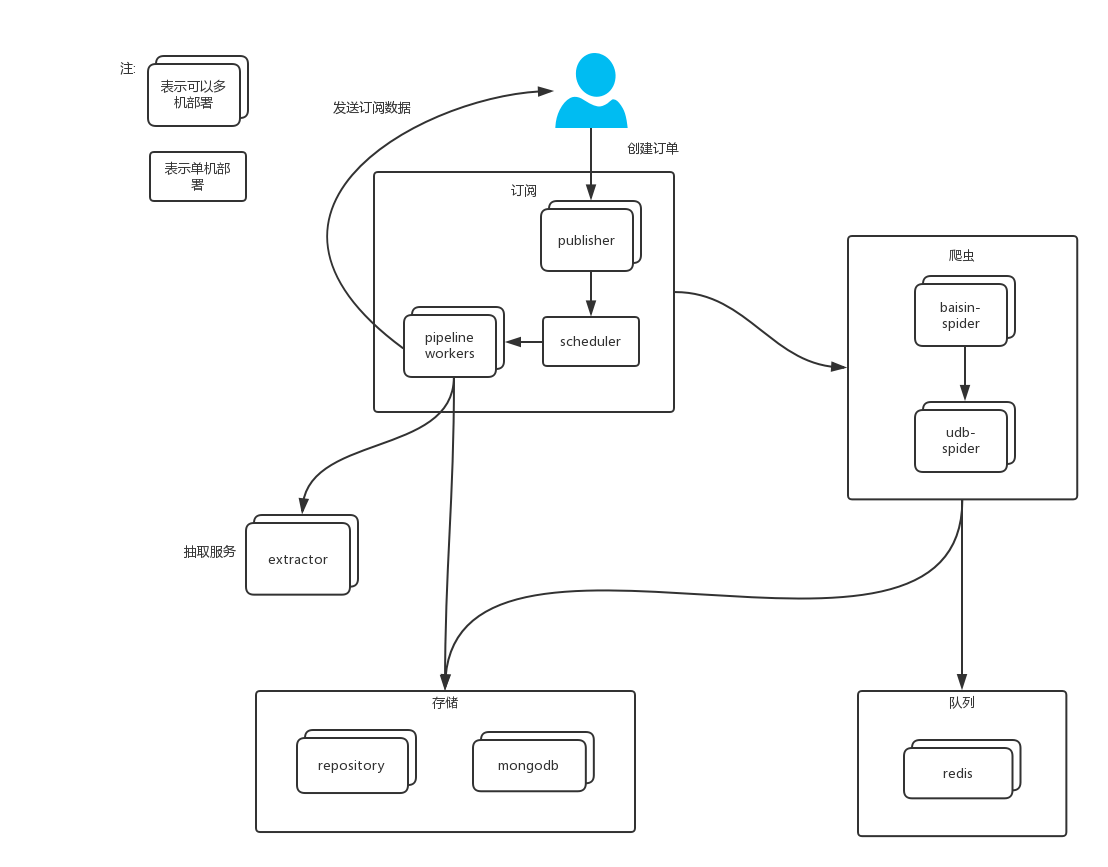 注:
表示可以多
机部署
表示单机部
署
发送订阅数据
创建订单
订阅
publisher
pipeline
workers
scheduler
爬虫
baisin-
spider
udb-
spider
抽取服务
extractor
存储
repository
mongodb
队列
redis